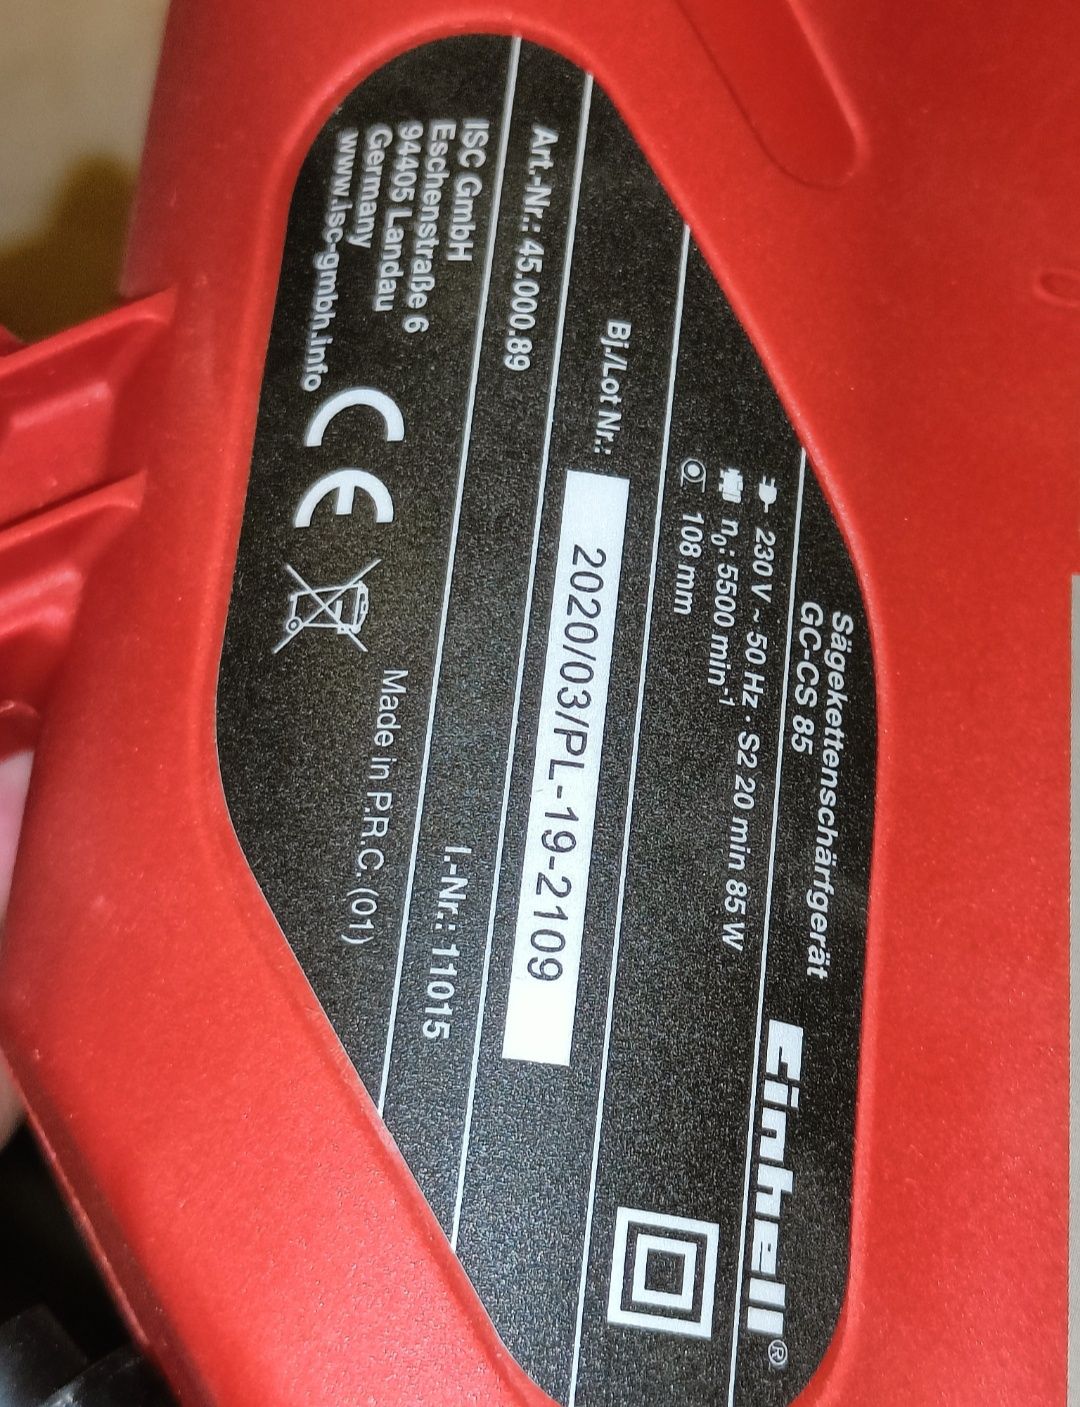 Sägekettenschärfgerät
GC-CS 85
Einhell®
230 V ~ 50 Hz · S2 20 min 85 W
n₀: 5500 min⁻¹
108 mm
Bj./Lot Nr.: 2020/03/PL-19-2109
Art.-Nr.: 45.000.89 I.-Nr.: 11015
ISC GmbH
Eschenstraße 6
94405 Landau
Germany
www.isc-gmbh.info
CE
Made in P.R.C. (01)